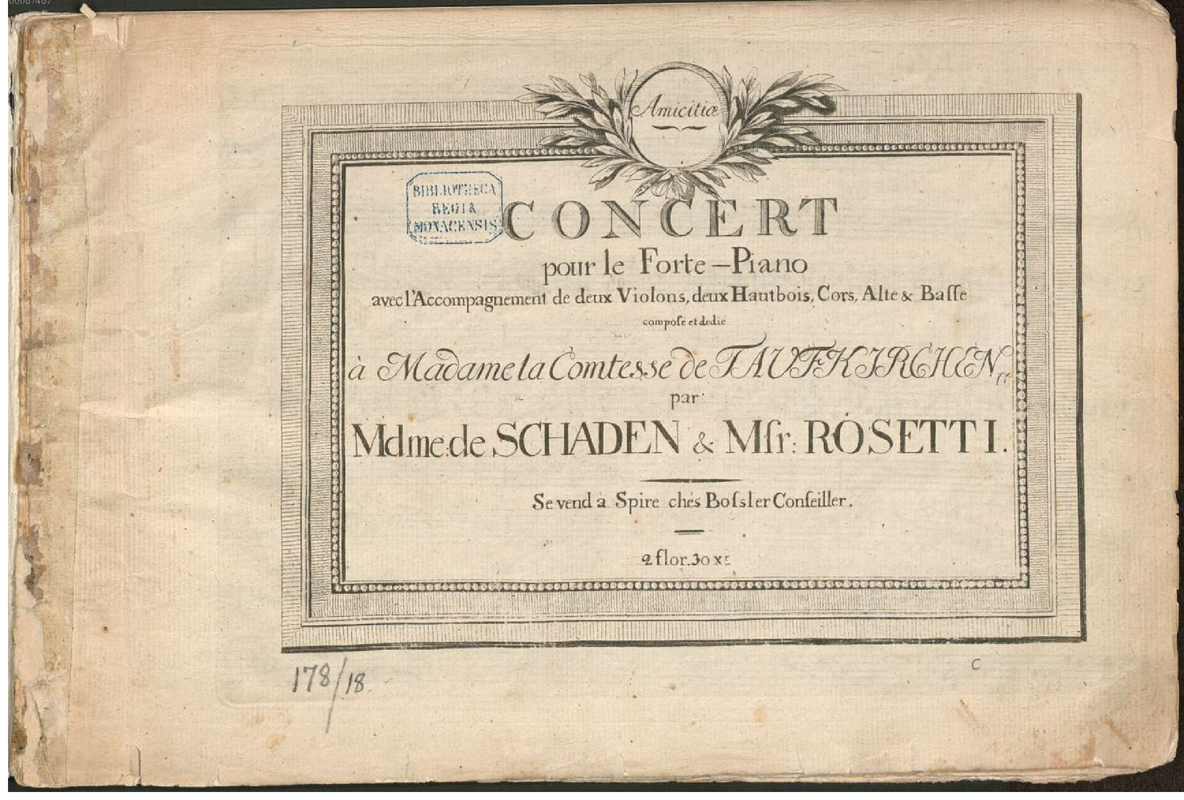 Amicitiæ
BIBLIOTHECA
REGIA
MONACENSIS
CONCERT
pour le Forte-Piano
avec l'Accompagnement de deux Violons, deux Hautbois, Cors, Alte & Baſſe
compoſe et dedié
à Madame la Comtesse de TAUFKIRCHEN
par
Mdme: de SCHADEN & Mſr: ROSETTI.
Se vend à Spire chés Boſsler Conſeiller.
2 flor. 30 xr
178/18.
C